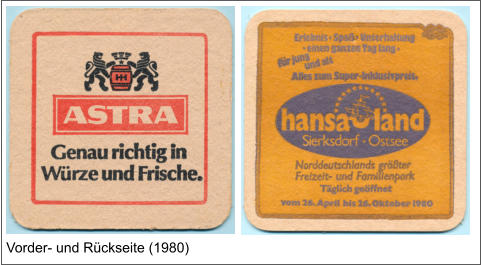 ASTRA
Genau richtig in
Würze und Frische.
Erlebnis · Spaß · Unterhaltung
· einen ganzen Tag lang ·
für jung
und alt
Alles zum Super-Inklusivpreis.
hansa land
Sierksdorf · Ostsee
Norddeutschlands größter
Freizeit- und Familienpark
Täglich geöffnet
vom 26. April bis 26. Oktober 1980
Vorder- und Rückseite (1980)